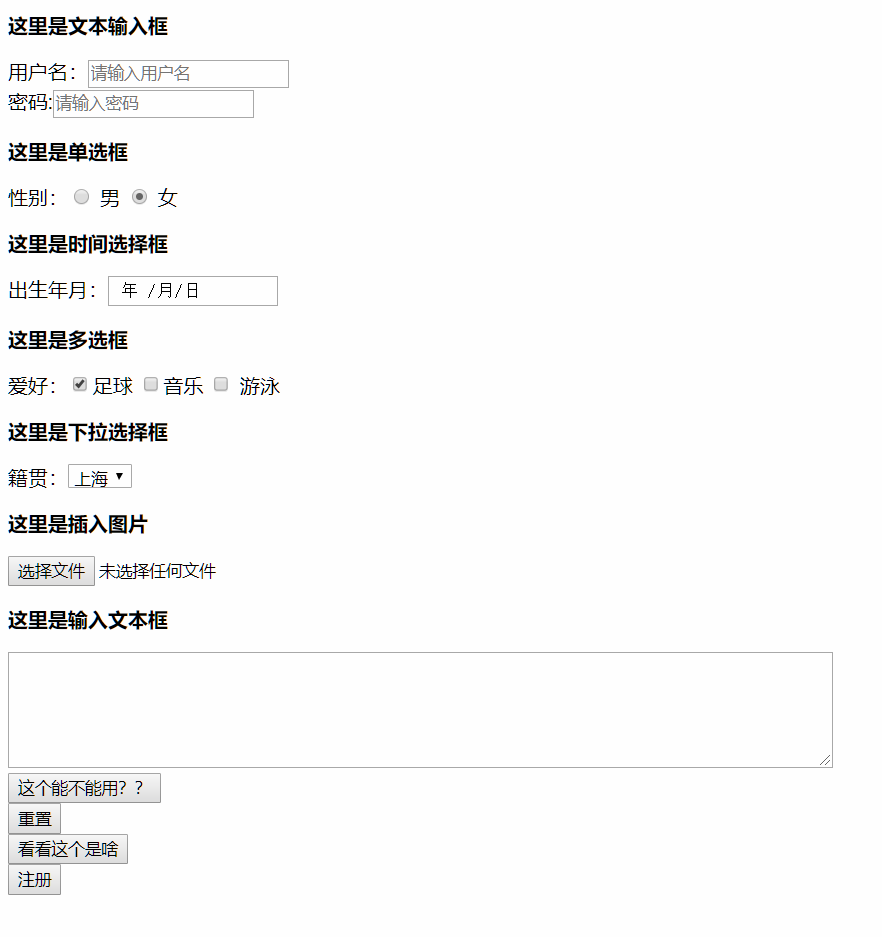 这里是文本输入框
用户名：请输入用户名
密码:请输入密码
这里是单选框
性别： 男 女
这里是时间选择框
出生年月： 年 /月/日
这里是多选框
爱好： 足球 音乐 游泳
这里是下拉选择框
籍贯：上海
这里是插入图片
选择文件 未选择任何文件
这里是输入文本框
这个能不能用？？
重置
看看这个是啥
注册